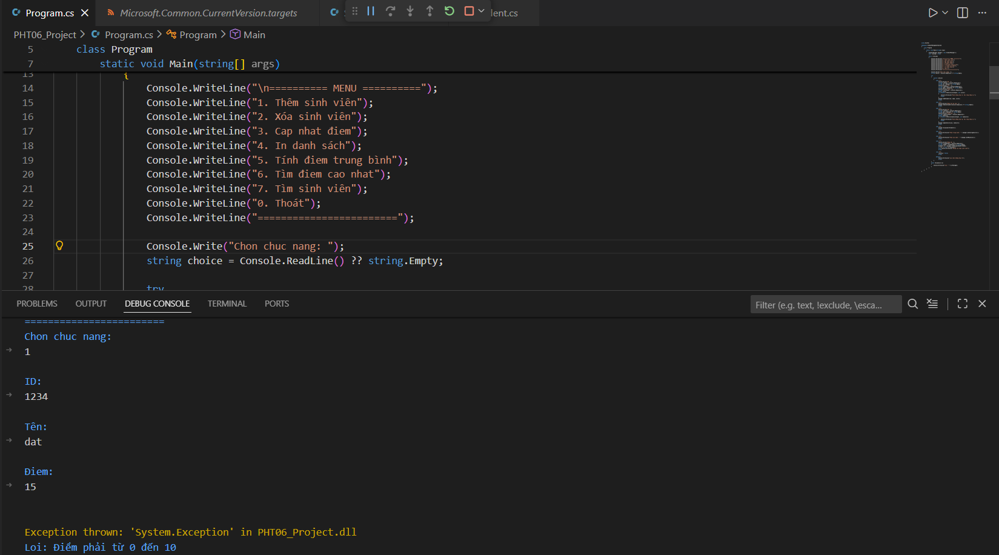 Program.cs
Microsoft.Common.CurrentVersion.targets
lent.cs
PHT06_Project > Program.cs > Program > Main
5 class Program
7 static void Main(string[] args)
13 {
14 Console.WriteLine("\n========== MENU ==========");
15 Console.WriteLine("1. Thêm sinh viên");
16 Console.WriteLine("2. Xóa sinh viên");
17 Console.WriteLine("3. Cap nhat điem");
18 Console.WriteLine("4. In danh sách");
19 Console.WriteLine("5. Tính điem trung bình");
20 Console.WriteLine("6. Tìm điem cao nhat");
21 Console.WriteLine("7. Tìm sinh viên");
22 Console.WriteLine("0. Thoát");
23 Console.WriteLine("========================");
24
25 Console.Write("Chon chuc nang: ");
26 string choice = Console.ReadLine() ?? string.Empty;
27
28 try
PROBLEMS OUTPUT DEBUG CONSOLE TERMINAL PORTS Filter (e.g. text, !exclude, \esca...
========================
Chon chuc nang:
1
ID:
1234
Tên:
dat
Điem:
15
Exception thrown: 'System.Exception' in PHT06_Project.dll
Loi: Điểm phải từ 0 đến 10